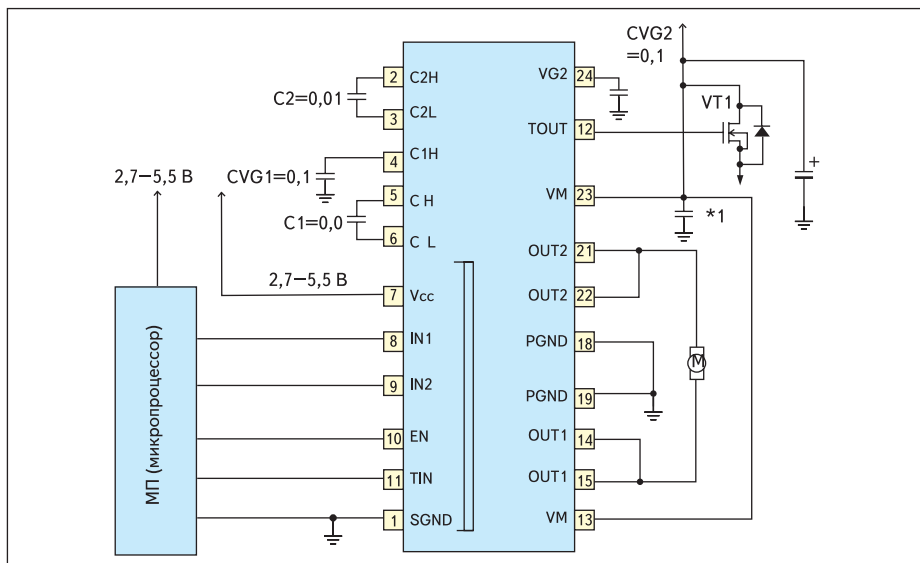 CVG2
=0,1
2
C2H
VG2
24
C2=0,01
3
C2L
VT1
TOUT
12
4
C1H
+
CVG1=0,1
2,7–5,5 В
5
C H
VM
23
*1
C1=0,0
6
C L
OUT2
21
2,7–5,5 В
7
Vcc
OUT2
22
8
IN1
PGND
18
M
9
IN2
PGND
19
10
EN
OUT1
14
11
TIN
OUT1
15
1
SGND
VM
13
МП (микропроцессор)